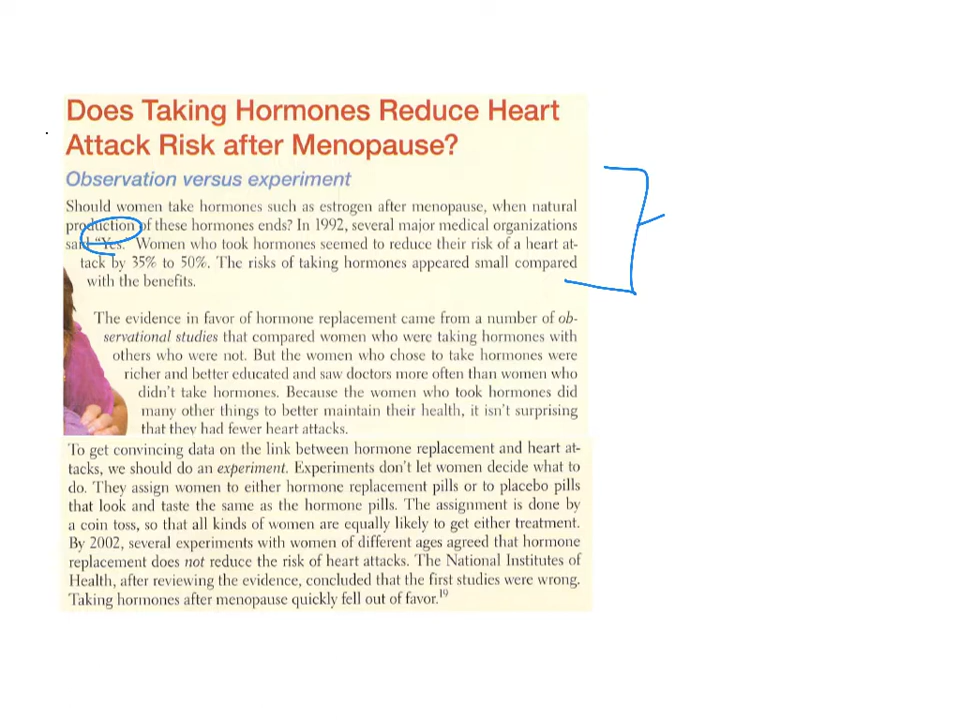 Does Taking Hormones Reduce Heart
Attack Risk after Menopause?
Observation versus experiment
Should women take hormones such as estrogen after menopause, when natural
production of these hormones ends? In 1992, several major medical organizations
said "Yes." Women who took hormones seemed to reduce their risk of a heart at-
tack by 35% to 50%. The risks of taking hormones appeared small compared
with the benefits.
The evidence in favor of hormone replacement came from a number of ob-
servational studies that compared women who were taking hormones with
others who were not. But the women who chose to take hormones were
richer and better educated and saw doctors more often than women who
didn't take hormones. Because the women who took hormones did
many other things to better maintain their health, it isn't surprising
that they had fewer heart attacks.
To get convincing data on the link between hormone replacement and heart at-
tacks, we should do an experiment. Experiments don't let women decide what to
do. They assign women to either hormone replacement pills or to placebo pills
that look and taste the same as the hormone pills. The assignment is done by
a coin toss, so that all kinds of women are equally likely to get either treatment.
By 2002, several experiments with women of different ages agreed that hormone
replacement does not reduce the risk of heart attacks. The National Institutes of
Health, after reviewing the evidence, concluded that the first studies were wrong.
Taking hormones after menopause quickly fell out of favor.19